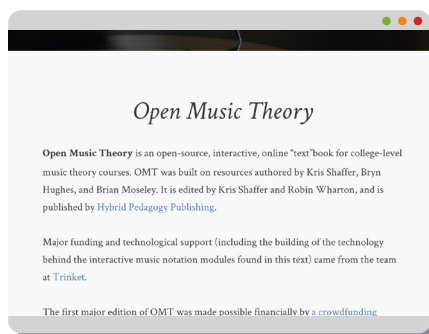 Open Music Theory
Open Music Theory is an open-source, interactive, online “text”book for college-level
music theory courses. OMT was built on resources authored by Kris Shaffer, Bryn
Hughes, and Brian Moseley. It is edited by Kris Shaffer and Robin Wharton, and is
published by Hybrid Pedagogy Publishing.
Major funding and technological support (including the building of the technology
behind the interactive music notation modules found in this text) came from the team
at Trinket.
The first major edition of OMT was made possible financially by a crowdfunding